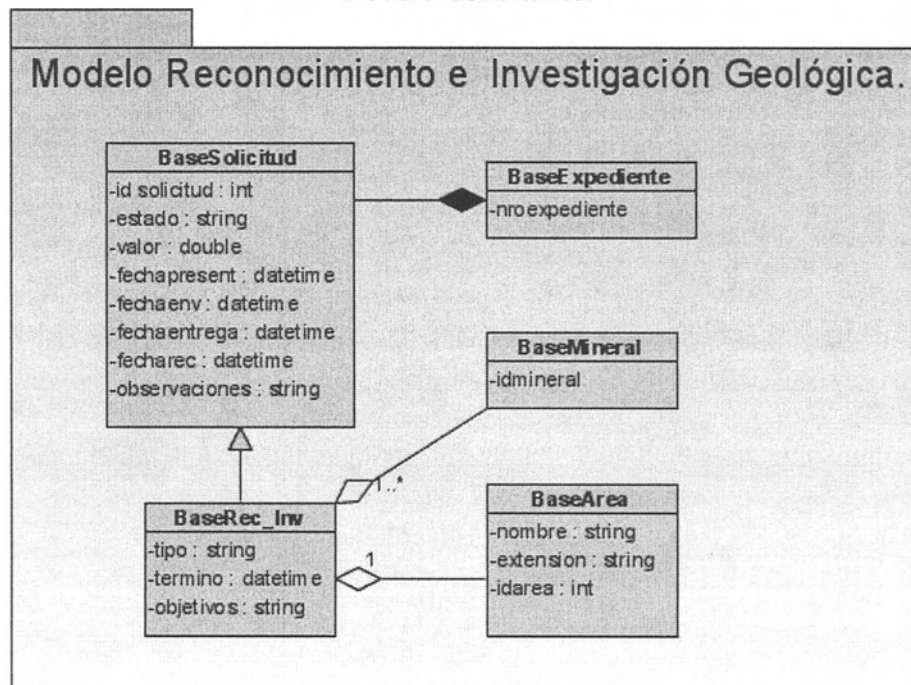 Modelo Reconocimiento e Investigación Geológica.
BaseSolicitud
-id solicitud : int
-estado : string
-valor : double
-fechapresent : datetime
-fechaenv : datetime
-fechaentrega : datetime
-fecharec : datetime
-observaciones : string
BaseExpediente
-nroexpediente
BaseMineral
-idmineral
1..*
BaseRec_Inv
-tipo : string
-termino : datetime
-objetivos : string
1
BaseArea
-nombre : string
-extension : string
-idarea : int